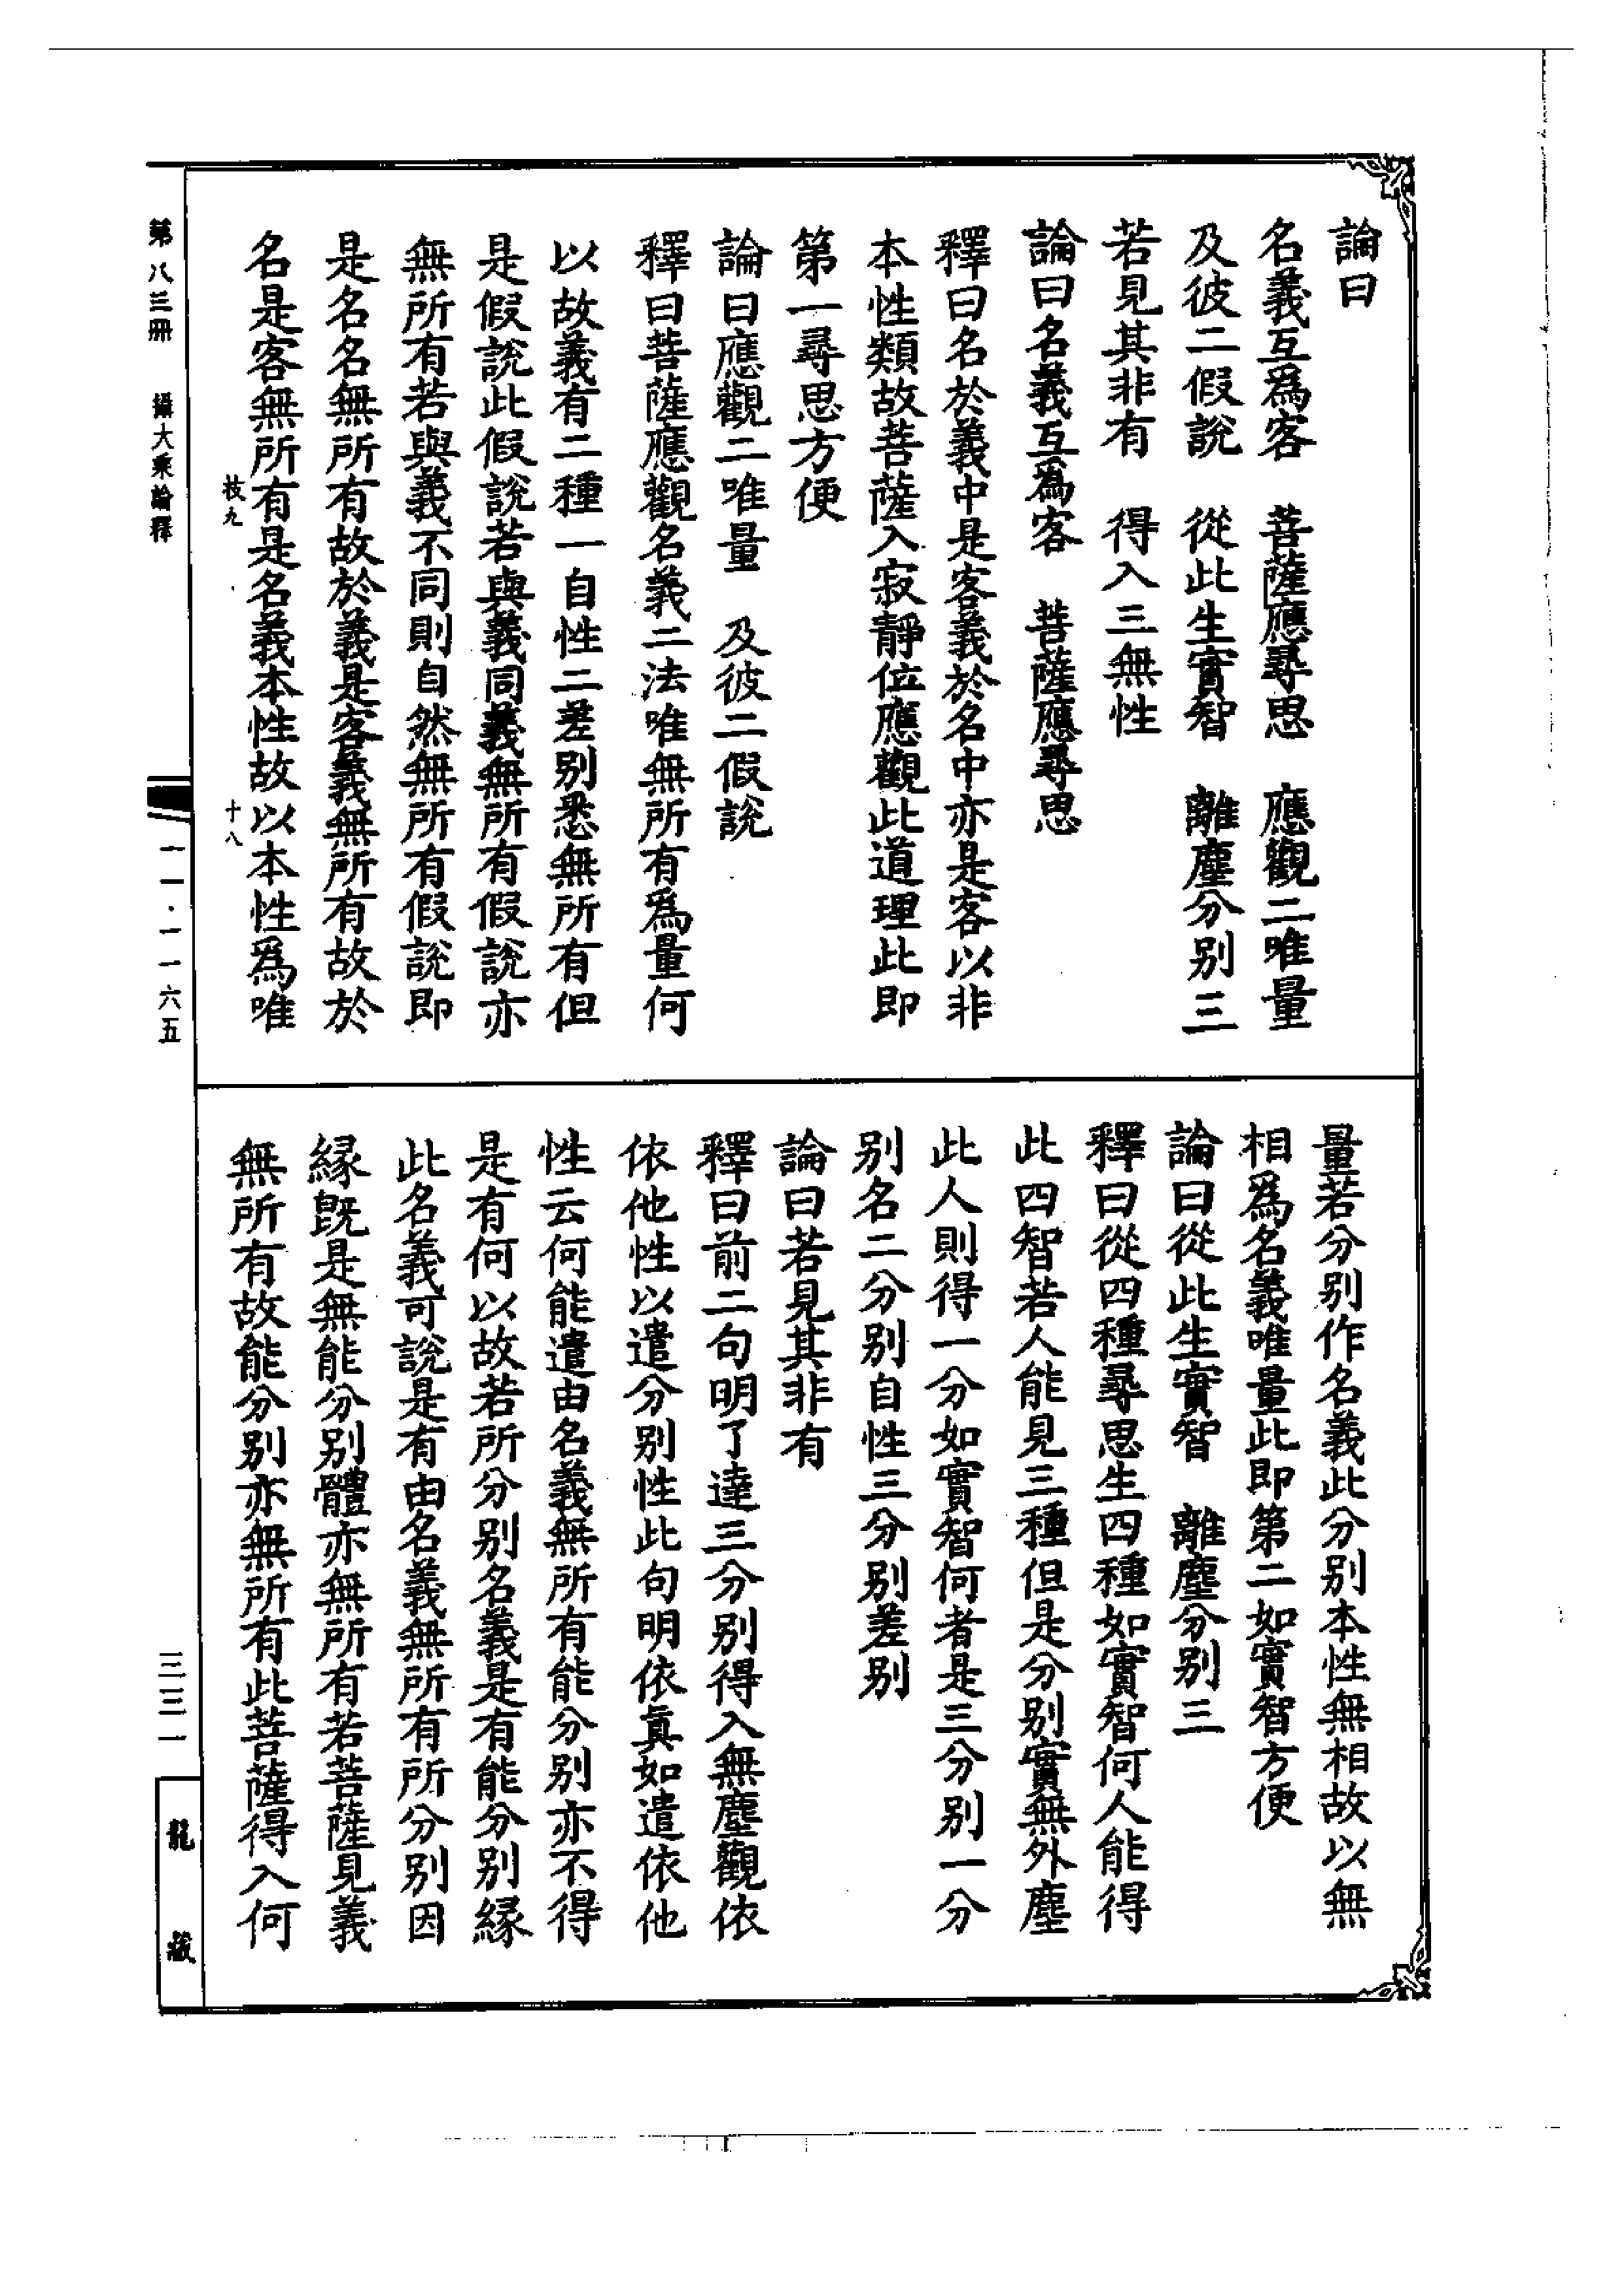 論曰
名義互爲客　菩薩應尋思　應觀二唯量
及彼二假說　從此生實智　離塵分別三
若見其非有　得入三無性
論曰名義互爲客　菩薩應尋思
釋曰名於義中是客義於名中亦是客以非
本性類故菩薩入寂靜位應觀此道理此即
第一尋思方便
論曰應觀二唯量　及彼二假說
釋曰菩薩應觀名義二法唯無所有爲量何
以故義有二種一自性二差別悉無所有但
是假說此假說若與義同義無所有假說亦
無所有若與義不同則自然無所有假說即
是名名無所有故於義是客義無所有故於
名是客無所有是名義本性故以本性爲唯
量若分別作名義此分別本性無相故以無
相爲名義唯量此即第二如實智方便
論曰從此生實智　離塵分別三
釋曰從四種尋思生四種如實智何人能得
此四智若人能見三種但是分別實無外塵
此人則得一分如實智何者是三分別一分
別名二分別自性三分別差別
論曰若見其非有
釋曰前二句明了達三分別得入無塵觀依
依他性以遣分別性此句明依眞如遣依他
性云何能遣由名義無所有能分別亦不得
是有何以故若所分別名義是有能分別緣
此名義可說是有由名義無所有所分別因
緣旣是無能分別體亦無所有若菩薩見義
無所有故能分別亦無所有此菩薩得入何
第八三冊　攝大乘論釋
枝九　十八
一一·一一六五
三三一
龍藏